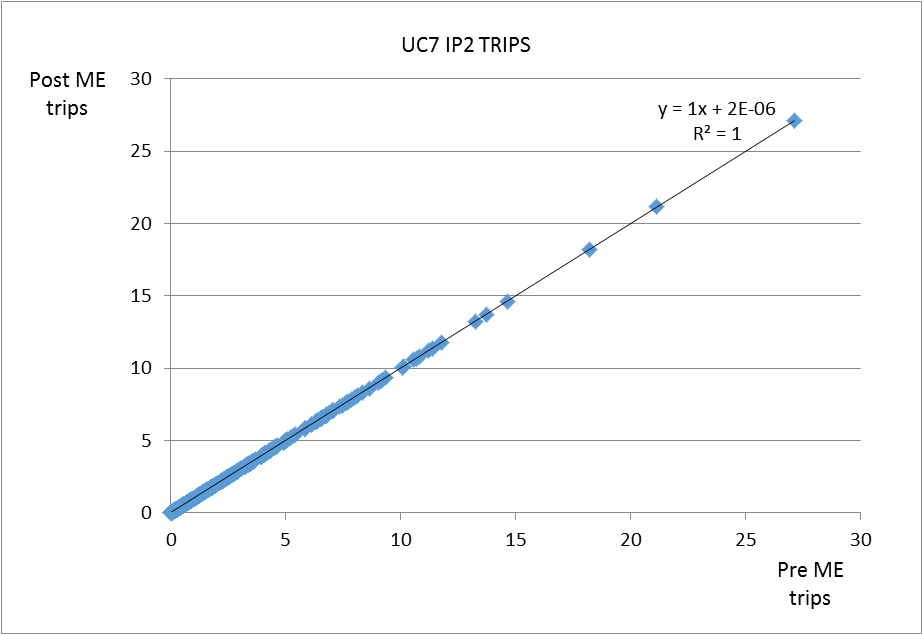 UC7 IP2 TRIPS
Post ME
trips
30
y = 1x + 2E-06
R² = 1
25
20
15
10
5
0
0 5 10 15 20 25 30
Pre ME
trips